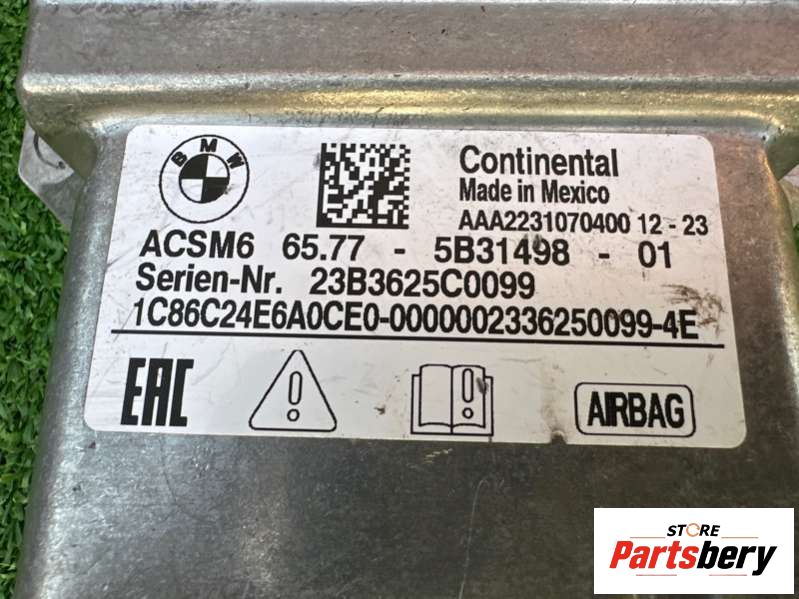 BMW
Continental
Made in Mexico
AAA2231070400 12 - 23
ACSM6 65.77 - 5B31498 - 01
Serien-Nr. 23B3625C0099
1C86C24E6A0CE0-0000002336250099-4E
EAC
AIRBAG
STORE
Partsbery